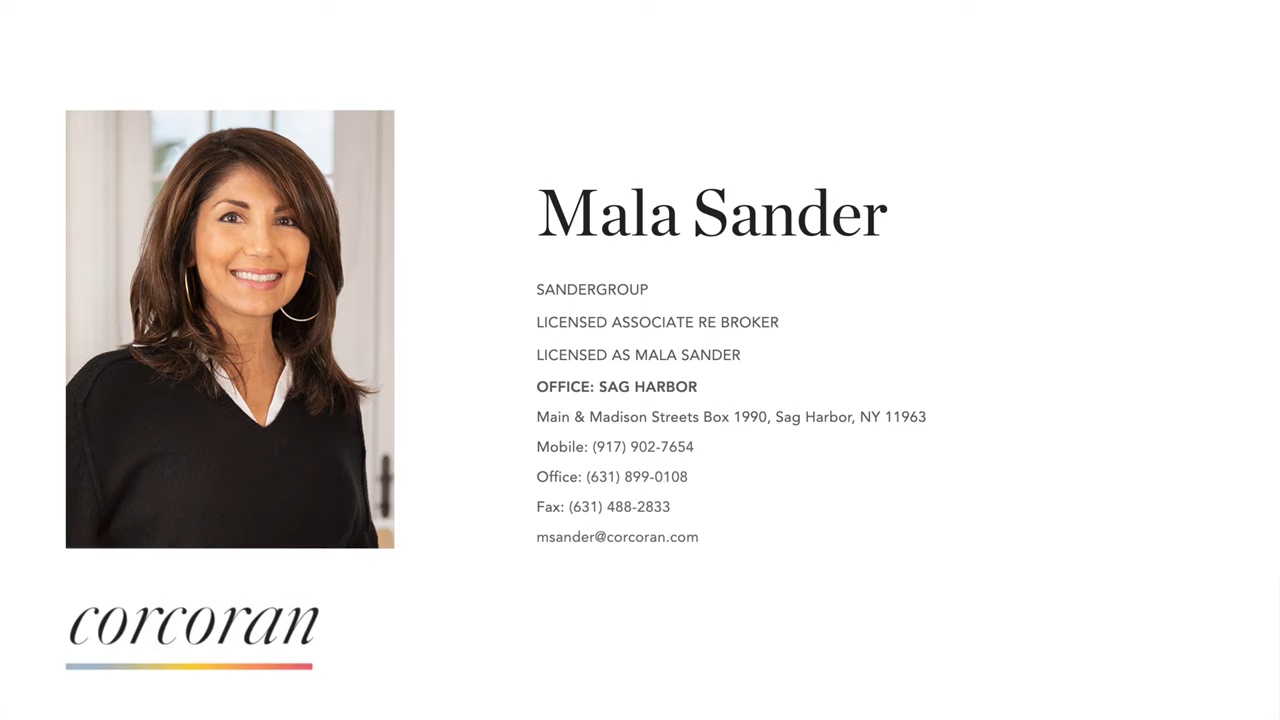 Mala Sander
SANDERGROUP
LICENSED ASSOCIATE RE BROKER
LICENSED AS MALA SANDER
OFFICE: SAG HARBOR
Main & Madison Streets Box 1990, Sag Harbor, NY 11963
Mobile: (917) 902-7654
Office: (631) 899-0108
Fax: (631) 488-2833
msander@corcoran.com
corcoran